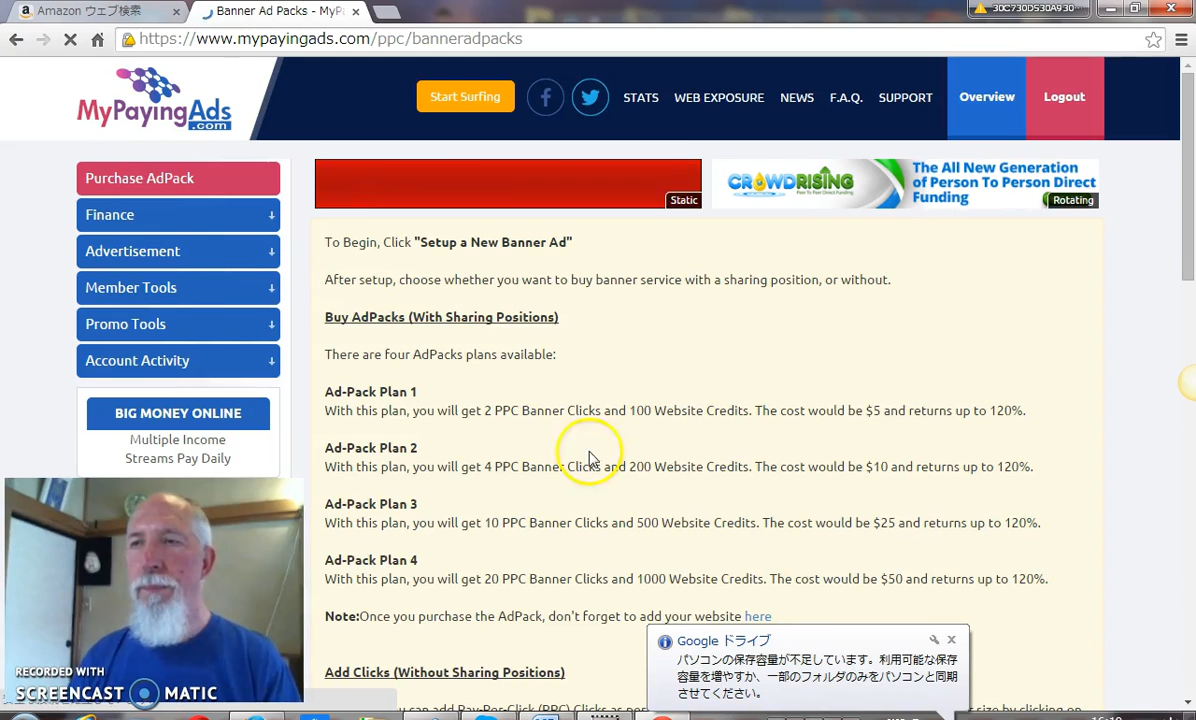 Amazon ウェブ検索
Banner Ad Packs - MyPa
30C730D530A930
https://www.mypayingads.com/ppc/banneradpacks
MyPayingAds
.com
Start Surfing
STATS
WEB EXPOSURE
NEWS
F.A.Q.
SUPPORT
Overview
Logout
Purchase AdPack
Finance
Advertisement
Member Tools
Promo Tools
Account Activity
BIG MONEY ONLINE
Multiple Income
Streams Pay Daily
Static
CROWDRISING
The All New Generation
of Person To Person Direct
Funding
Rotating
To Begin, Click "Setup a New Banner Ad"
After setup, choose whether you want to buy banner service with a sharing position, or without.
Buy AdPacks (With Sharing Positions)
There are four AdPacks plans available:
Ad-Pack Plan 1
With this plan, you will get 2 PPC Banner Clicks and 100 Website Credits. The cost would be $5 and returns up to 120%.
Ad-Pack Plan 2
With this plan, you will get 4 PPC Banner Clicks and 200 Website Credits. The cost would be $10 and returns up to 120%.
Ad-Pack Plan 3
With this plan, you will get 10 PPC Banner Clicks and 500 Website Credits. The cost would be $25 and returns up to 120%.
Ad-Pack Plan 4
With this plan, you will get 20 PPC Banner Clicks and 1000 Website Credits. The cost would be $50 and returns up to 120%.
Note:Once you purchase the AdPack, don't forget to add your website here
Add Clicks (Without Sharing Positions)
Google ドライブ
パソコンの保存容量が不足しています。利用可能な保存
容量を増やすか、一部のフォルダのみをパソコンと同期
させてください。
RECORDED WITH
SCREENCAST MATIC